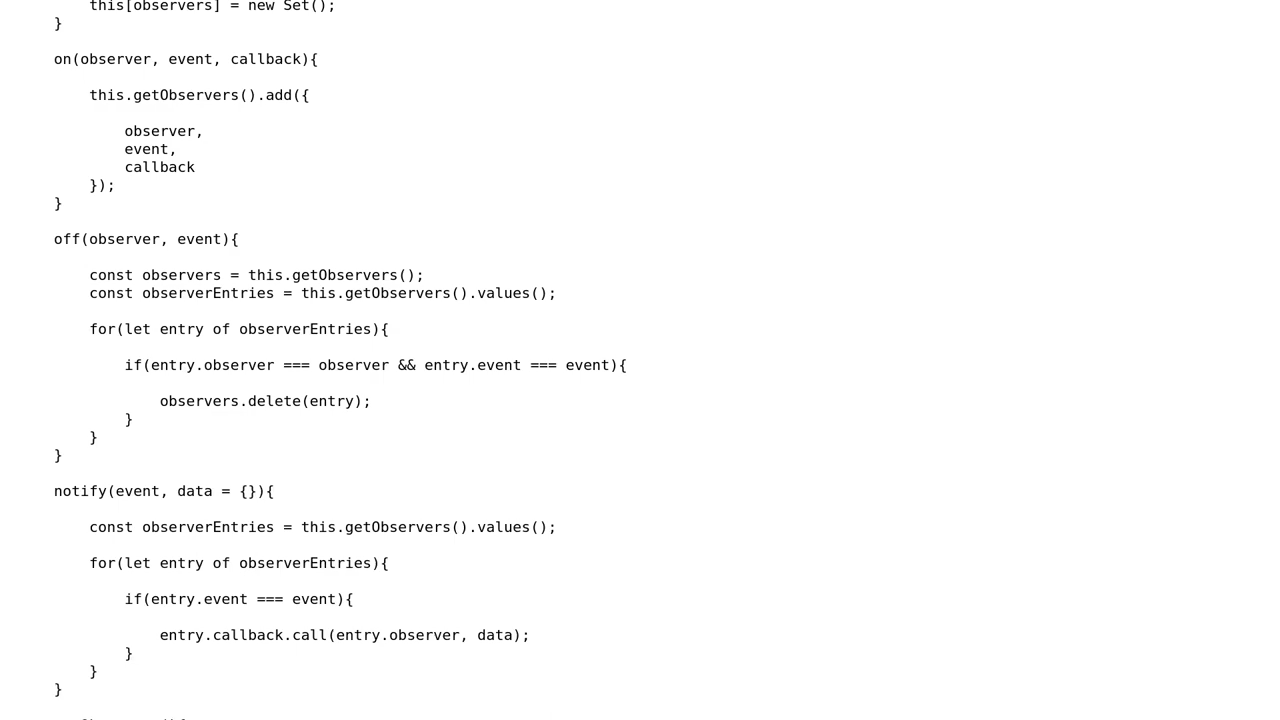 this[observers] = new Set();
}
on(observer, event, callback){
this.getObservers().add({
observer,
event,
callback
});
}
off(observer, event){
const observers = this.getObservers();
const observerEntries = this.getObservers().values();
for(let entry of observerEntries){
if(entry.observer === observer && entry.event === event){
observers.delete(entry);
}
}
}
notify(event, data = {}){
const observerEntries = this.getObservers().values();
for(let entry of observerEntries){
if(entry.event === event){
entry.callback.call(entry.observer, data);
}
}
}